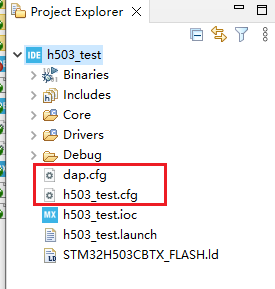 Project Explorer
IDE h503_test
Binaries
Includes
Core
Drivers
Debug
dap.cfg
h503_test.cfg
MX h503_test.ioc
h503_test.launch
LD STM32H503CBTX_FLASH.ld